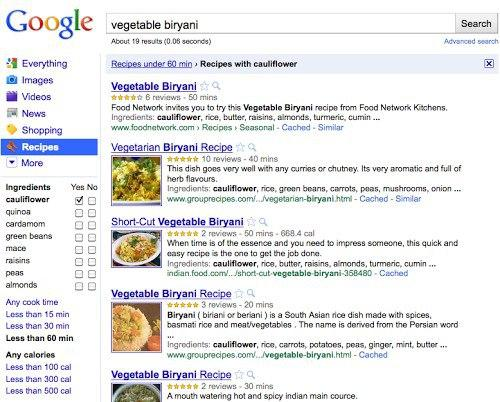 Google
vegetable biryani
Search
About 19 results (0.06 seconds)
Advanced search
Everything
Images
Videos
News
Shopping
Recipes
More
Ingredients Yes No
cauliflower
quinoa
cardamom
green beans
mace
raisins
peas
almonds
Any cook time
Less than 15 min
Less than 30 min
Less than 60 min
Any calories
Less than 100 cal
Less than 300 cal
Less than 500 cal
Recipes under 60 min › Recipes with cauliflower
Vegetable Biryani
6 reviews - 50 mins
Food Network invites you to try this Vegetable Biryani recipe from Food Network Kitchens.
Ingredients: cauliflower, rice, butter, raisins, almonds, turmeric, cumin ...
www.foodnetwork.com › Recipes › Seasonal - Cached - Similar
Vegetarian Biryani Recipe
10 reviews - 40 mins
This dish goes very well with any curries or chutney. Its very aromatic and full of
herb flavours.
Ingredients: cauliflower, rice, green beans, carrots, peas, mushrooms, onion ...
www.grouprecipes.com/.../vegetarian-biryani.html - Cached - Similar
Short-Cut Vegetable Biryani
2 reviews - 50 mins - 668.4 cal
When time is of the essence and you need to impress someone, this quick and
easy recipe is the one to get the job done.
Ingredients: cauliflower, rice, butter, raisins, almonds, turmeric, cumin ...
indian.food.com/.../short-cut-vegetable-biryani-358480 - Cached
Vegetable Biryani Recipe
3 reviews - 20 mins
Biryani ( biriani or beriani ) is a South Asian rice dish made with spices,
basmati rice and meat/vegetables . The name is derived from the Persian word
...
Ingredients: cauliflower, rice, carrots, potatoes, peas, ginger, mint, butter ...
www.grouprecipes.com/.../vegetable-biryani.html - Cached
Vegetable Biryani Recipe
2 reviews - 30 mins
A mouth watering hot and spicy indian main cource.